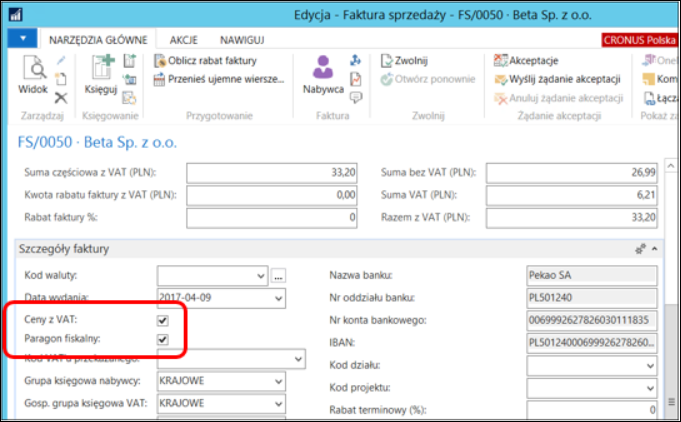 Edycja - Faktura sprzedaży - FS/0050 · Beta Sp. z o.o.
NARZĘDZIA GŁÓWNE AKCJE NAWIGUJ CRONUS Polska
Widok Księguj Oblicz rabat faktury Przenieś ujemne wiersze... Nabywca Zwolnij Otwórz ponownie Akceptacje Wyślij żądanie akceptacji Anuluj żądanie akceptacji
Zarządzaj Księgowanie Przygotowanie Faktura Zwolnij Żądanie akceptacji Pokaż
FS/0050 · Beta Sp. z o.o.
Suma częściowa z VAT (PLN): 33,20 Suma bez VAT (PLN): 26,99
Kwota rabatu faktury z VAT (PLN): 0,00 Suma VAT (PLN): 6,21
Rabat faktury %: 0 Razem z VAT (PLN): 33,20
Szczegóły faktury
Kod waluty: ... Nazwa banku: Pekao SA
Data wydania: 2017-04-09 Nr oddziału banku: PL501240
Ceny z VAT: Nr konta bankowego: 006999262782603011183​5
Paragon fiskalny: IBAN: PL50124000699926278260...
Kod VAT'u przekazanego: Kod działu:
Grupa księgowa nabywcy: KRAJOWE Kod projektu:
Gosp. grupa księgowa VAT: KRAJOWE Rabat terminowy (%): 0